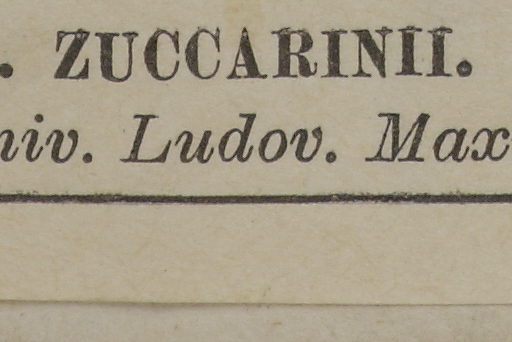 . ZUCCARINII.
niv. Ludov. Max